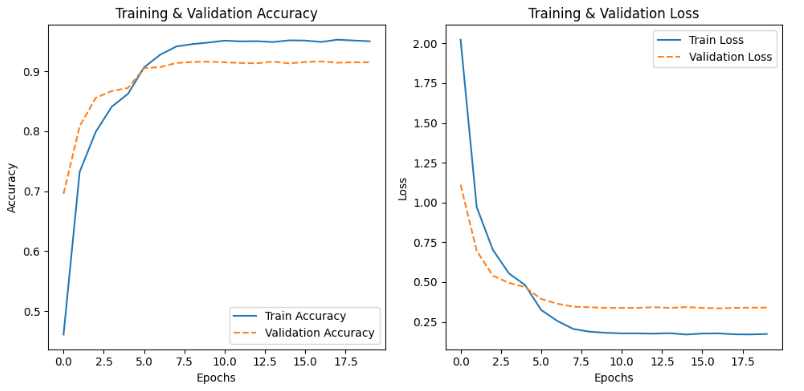 Training & Validation Accuracy
Accuracy
0.9
0.8
0.7
0.6
0.5
Train Accuracy
Validation Accuracy
0.0 2.5 5.0 7.5 10.0 12.5 15.0 17.5
Epochs
Training & Validation Loss
Loss
2.00
1.75
1.50
1.25
1.00
0.75
0.50
0.25
Train Loss
Validation Loss
0.0 2.5 5.0 7.5 10.0 12.5 15.0 17.5
Epochs